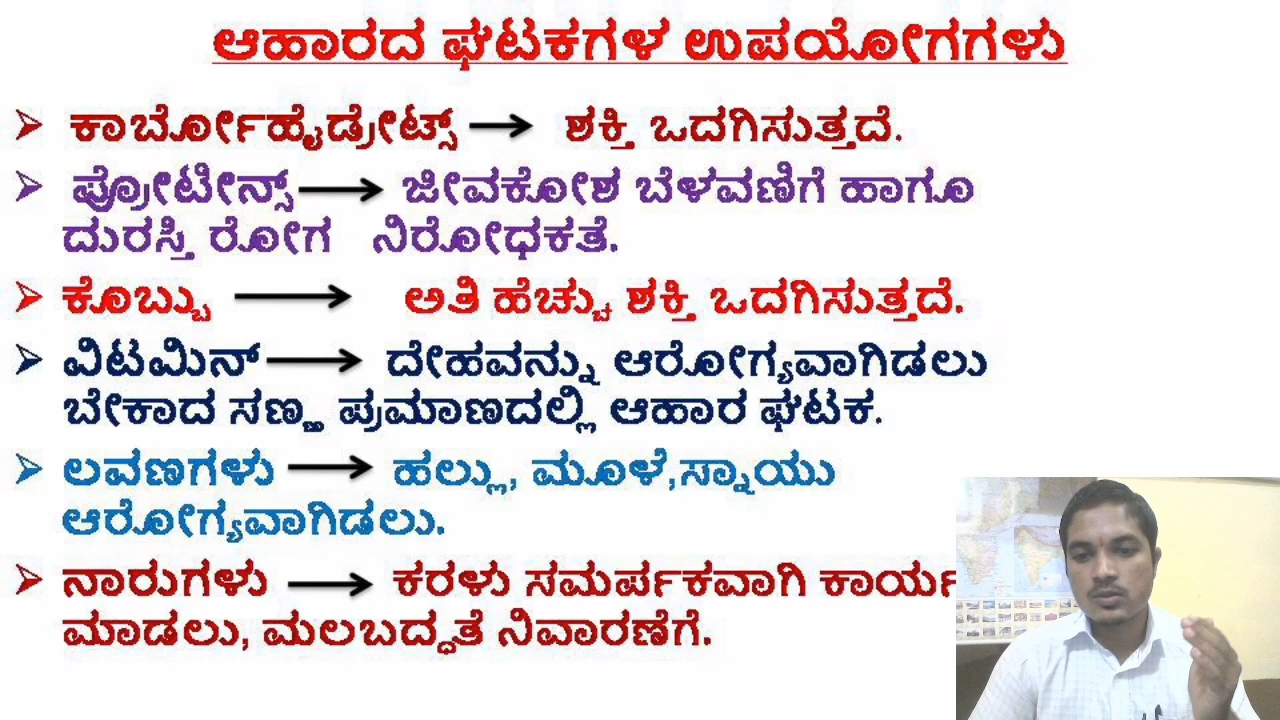 ಆಹಾರದ ಘಟಕಗಳ ಉಪಯೋಗಗಳು
➢ ಕಾರ್ಬೋಹೈಡ್ರೇಟ್ಸ್ → ಶಕ್ತಿ ಒದಗಿಸುತ್ತದೆ.
➢ ಪ್ರೋಟೀನ್ಸ್ → ಜೀವಕೋಶ ಬೆಳವಣಿಗೆ ಹಾಗೂ
ದುರಸ್ತಿ ರೋಗ ನಿರೋಧಕತೆ.
➢ ಕೊಬ್ಬು → ಅತಿ ಹೆಚ್ಚು ಶಕ್ತಿ ಒದಗಿಸುತ್ತದೆ.
➢ ವಿಟಮಿನ್ → ದೇಹವನ್ನು ಆರೋಗ್ಯವಾಗಿಡಲು
ಬೇಕಾದ ಸಣ್ಣ ಪ್ರಮಾಣದಲ್ಲಿ ಆಹಾರ ಘಟಕ.
➢ ಲವಣಗಳು → ಹಲ್ಲು, ಮೂಳೆ,ಸ್ನಾಯು
ಆರೋಗ್ಯವಾಗಿಡಲು.
➢ ನಾರುಗಳು → ಕರಳು ಸಮರ್ಪಕವಾಗಿ ಕಾರ್ಯ
ಮಾಡಲು, ಮಲಬದ್ಧತೆ ನಿವಾರಣೆಗೆ.